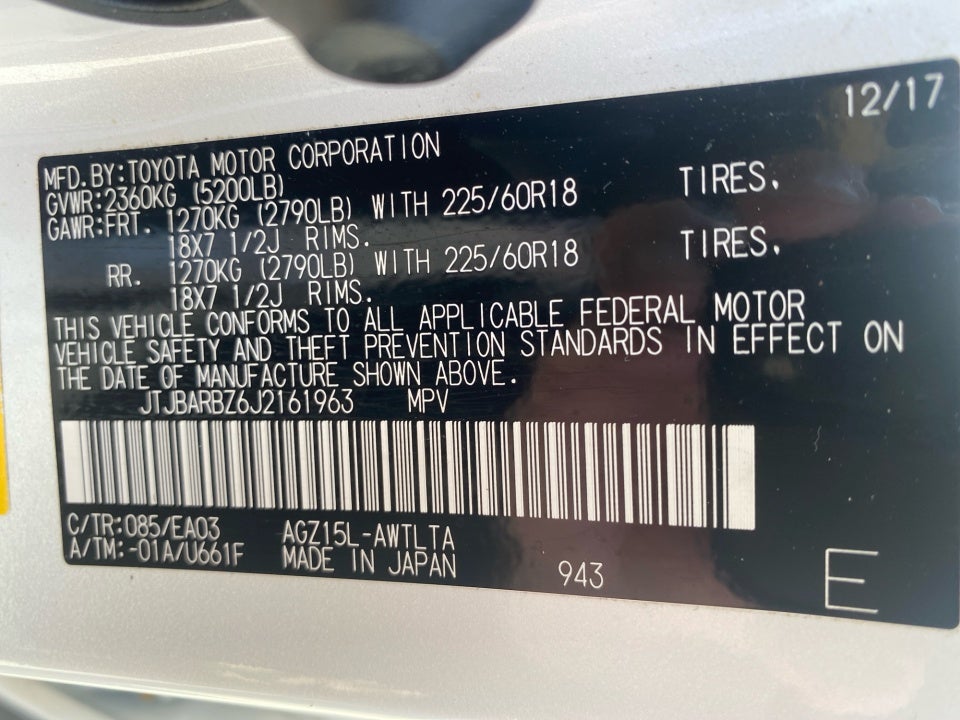 12/17
MFD.BY:TOYOTA MOTOR CORPORATION
GVWR:2360KG (5200LB)
GAWR:FRT. 1270KG (2790LB) WITH 225/60R18 TIRES.
18X7 1/2J RIMS.
RR. 1270KG (2790LB) WITH 225/60R18 TIRES.
18X7 1/2J RIMS.
THIS VEHICLE CONFORMS TO ALL APPLICABLE FEDERAL MOTOR
VEHICLE SAFETY AND THEFT PREVENTION STANDARDS IN EFFECT ON
THE DATE OF MANUFACTURE SHOWN ABOVE.
JTJBARBZ6J2161963 MPV
C/TR:085/EA03 AGZ15L-AWTLTA
A/TM:-01A/U661F MADE IN JAPAN 943 E